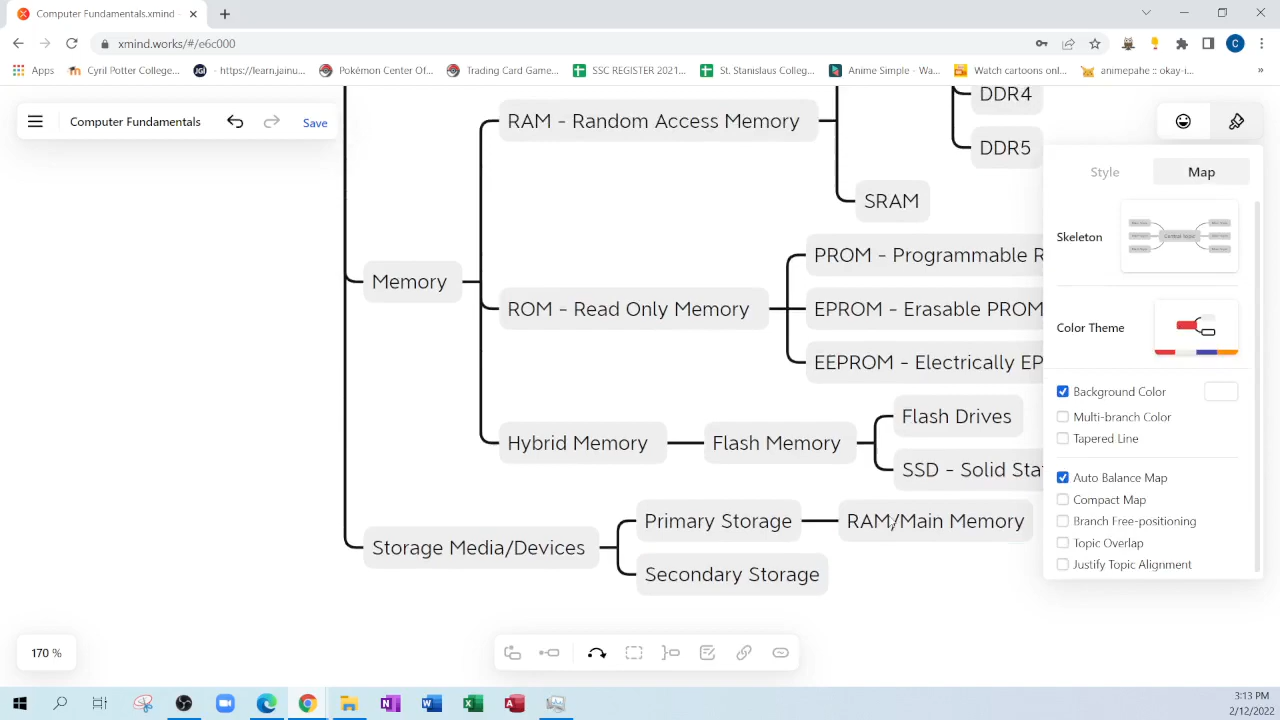 Computer Fundamentals.xmind
xmind.works/#/e6c000
Apps
Cyril Potter College...
JGI
- https://learn.jainu...
Pokémon Center Of...
Trading Card Game...
SSC REGISTER 2021...
St. Stanislaus Colleg...
Anime Simple - Wa...
Watch cartoons onl...
animepahe :: okay-i...
»
C
Computer Fundamentals
Save
DDR4
RAM - Random Access Memory
DDR5
SRAM
PROM - Programmable R
Memory
ROM - Read Only Memory
EPROM - Erasable PROM
EEPROM - Electrically EP
Flash Drives
Hybrid Memory
Flash Memory
SSD - Solid Sta
Primary Storage
RAM/Main Memory
Storage Media/Devices
Secondary Storage
Style
Map
Skeleton
Central Topic
Color Theme
Background Color
Multi-branch Color
Tapered Line
Auto Balance Map
Compact Map
Branch Free-positioning
Topic Overlap
Justify Topic Alignment
170 %
3:13 PM
2/12/2022